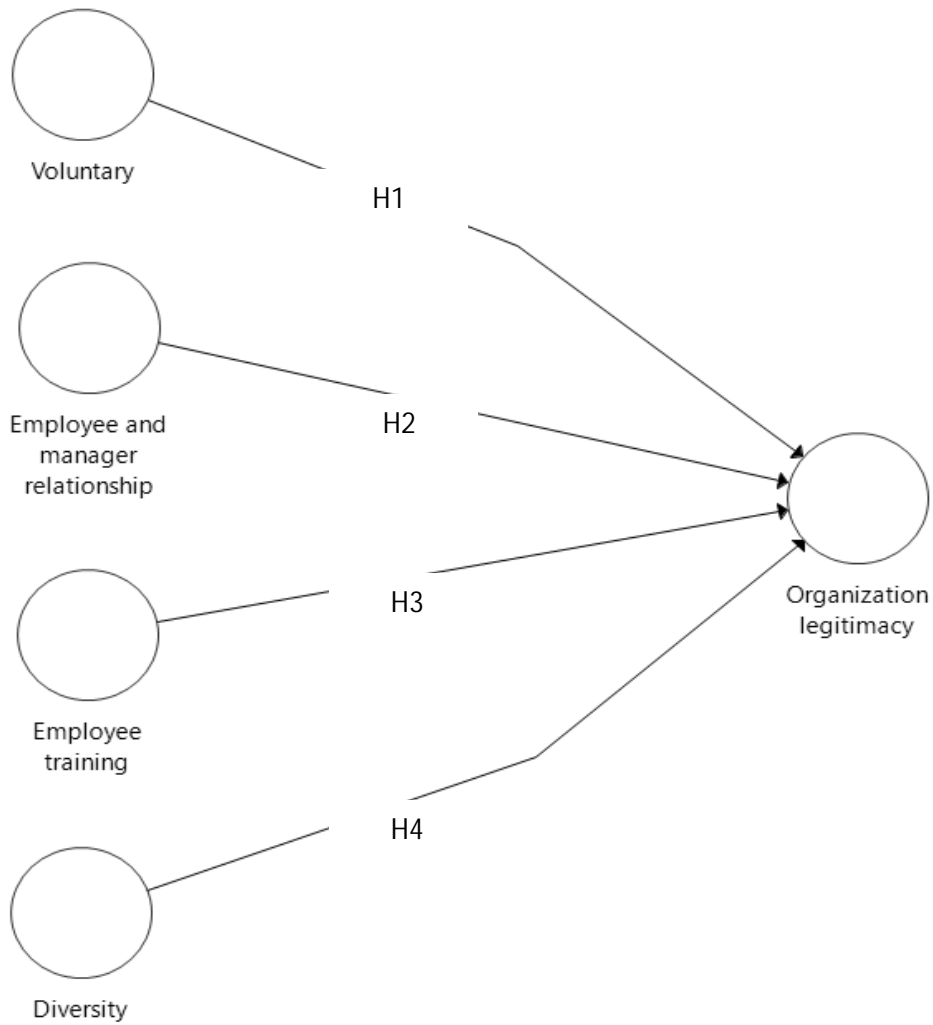 Voluntary
H1
Employee and
manager
relationship
H2
Employee
training
H3
Diversity
H4
Organization
legitimacy